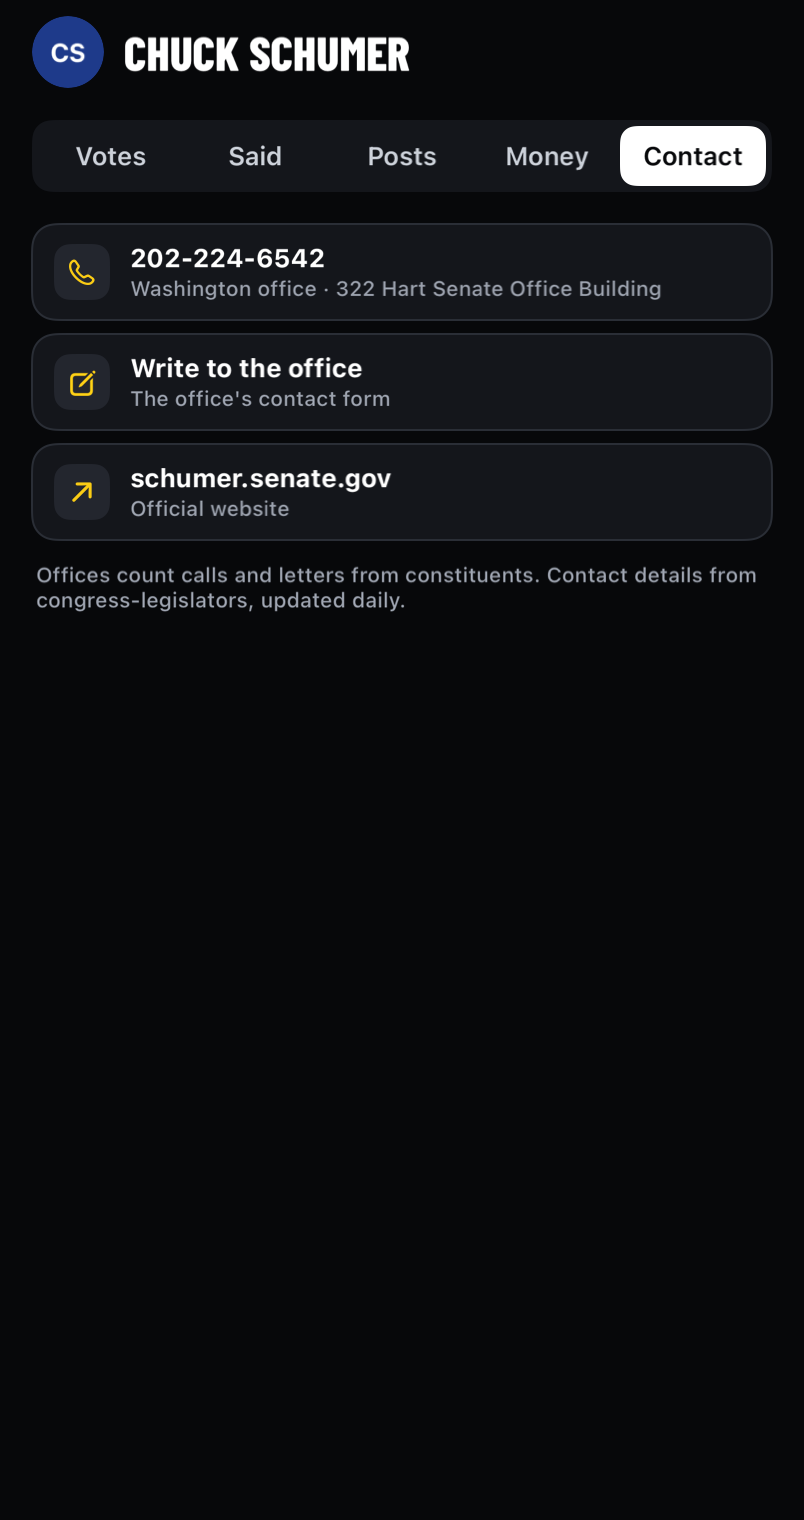 CS
CHUCK SCHUMER
Votes
Said
Posts
Money
Contact
202-224-6542
Washington office · 322 Hart Senate Office Building
Write to the office
The office's contact form
schumer.senate.gov
Official website
Offices count calls and letters from constituents. Contact details from
congress-legislators, updated daily.